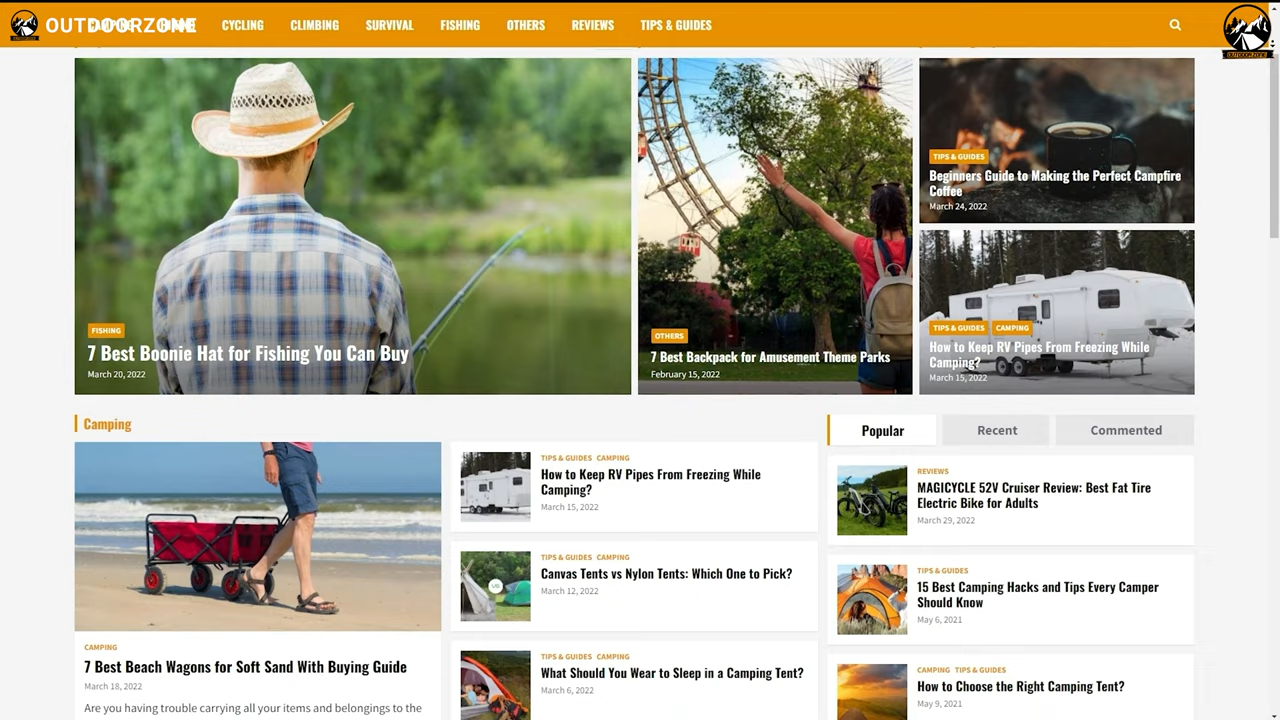 OUTDOORZONE
CYCLING
CLIMBING
SURVIVAL
FISHING
OTHERS
REVIEWS
TIPS & GUIDES
OUTDOORZONE
FISHING
7 Best Boonie Hat for Fishing You Can Buy
March 20, 2022
OTHERS
7 Best Backpack for Amusement Theme Parks
February 15, 2022
TIPS & GUIDES
Beginners Guide to Making the Perfect Campfire
Coffee
March 24, 2022
TIPS & GUIDES CAMPING
How to Keep RV Pipes From Freezing While
Camping?
March 15, 2022
Camping
CAMPING
7 Best Beach Wagons for Soft Sand With Buying Guide
March 18, 2022
Are you having trouble carrying all your items and belongings to the
TIPS & GUIDES CAMPING
How to Keep RV Pipes From Freezing While
Camping?
March 15, 2022
TIPS & GUIDES CAMPING
Canvas Tents vs Nylon Tents: Which One to Pick?
March 12, 2022
TIPS & GUIDES CAMPING
What Should You Wear to Sleep in a Camping Tent?
March 6, 2022
Popular
Recent
Commented
REVIEWS
MAGICYCLE 52V Cruiser Review: Best Fat Tire
Electric Bike for Adults
March 29, 2022
TIPS & GUIDES
15 Best Camping Hacks and Tips Every Camper
Should Know
May 6, 2021
CAMPING TIPS & GUIDES
How to Choose the Right Camping Tent?
May 9, 2021